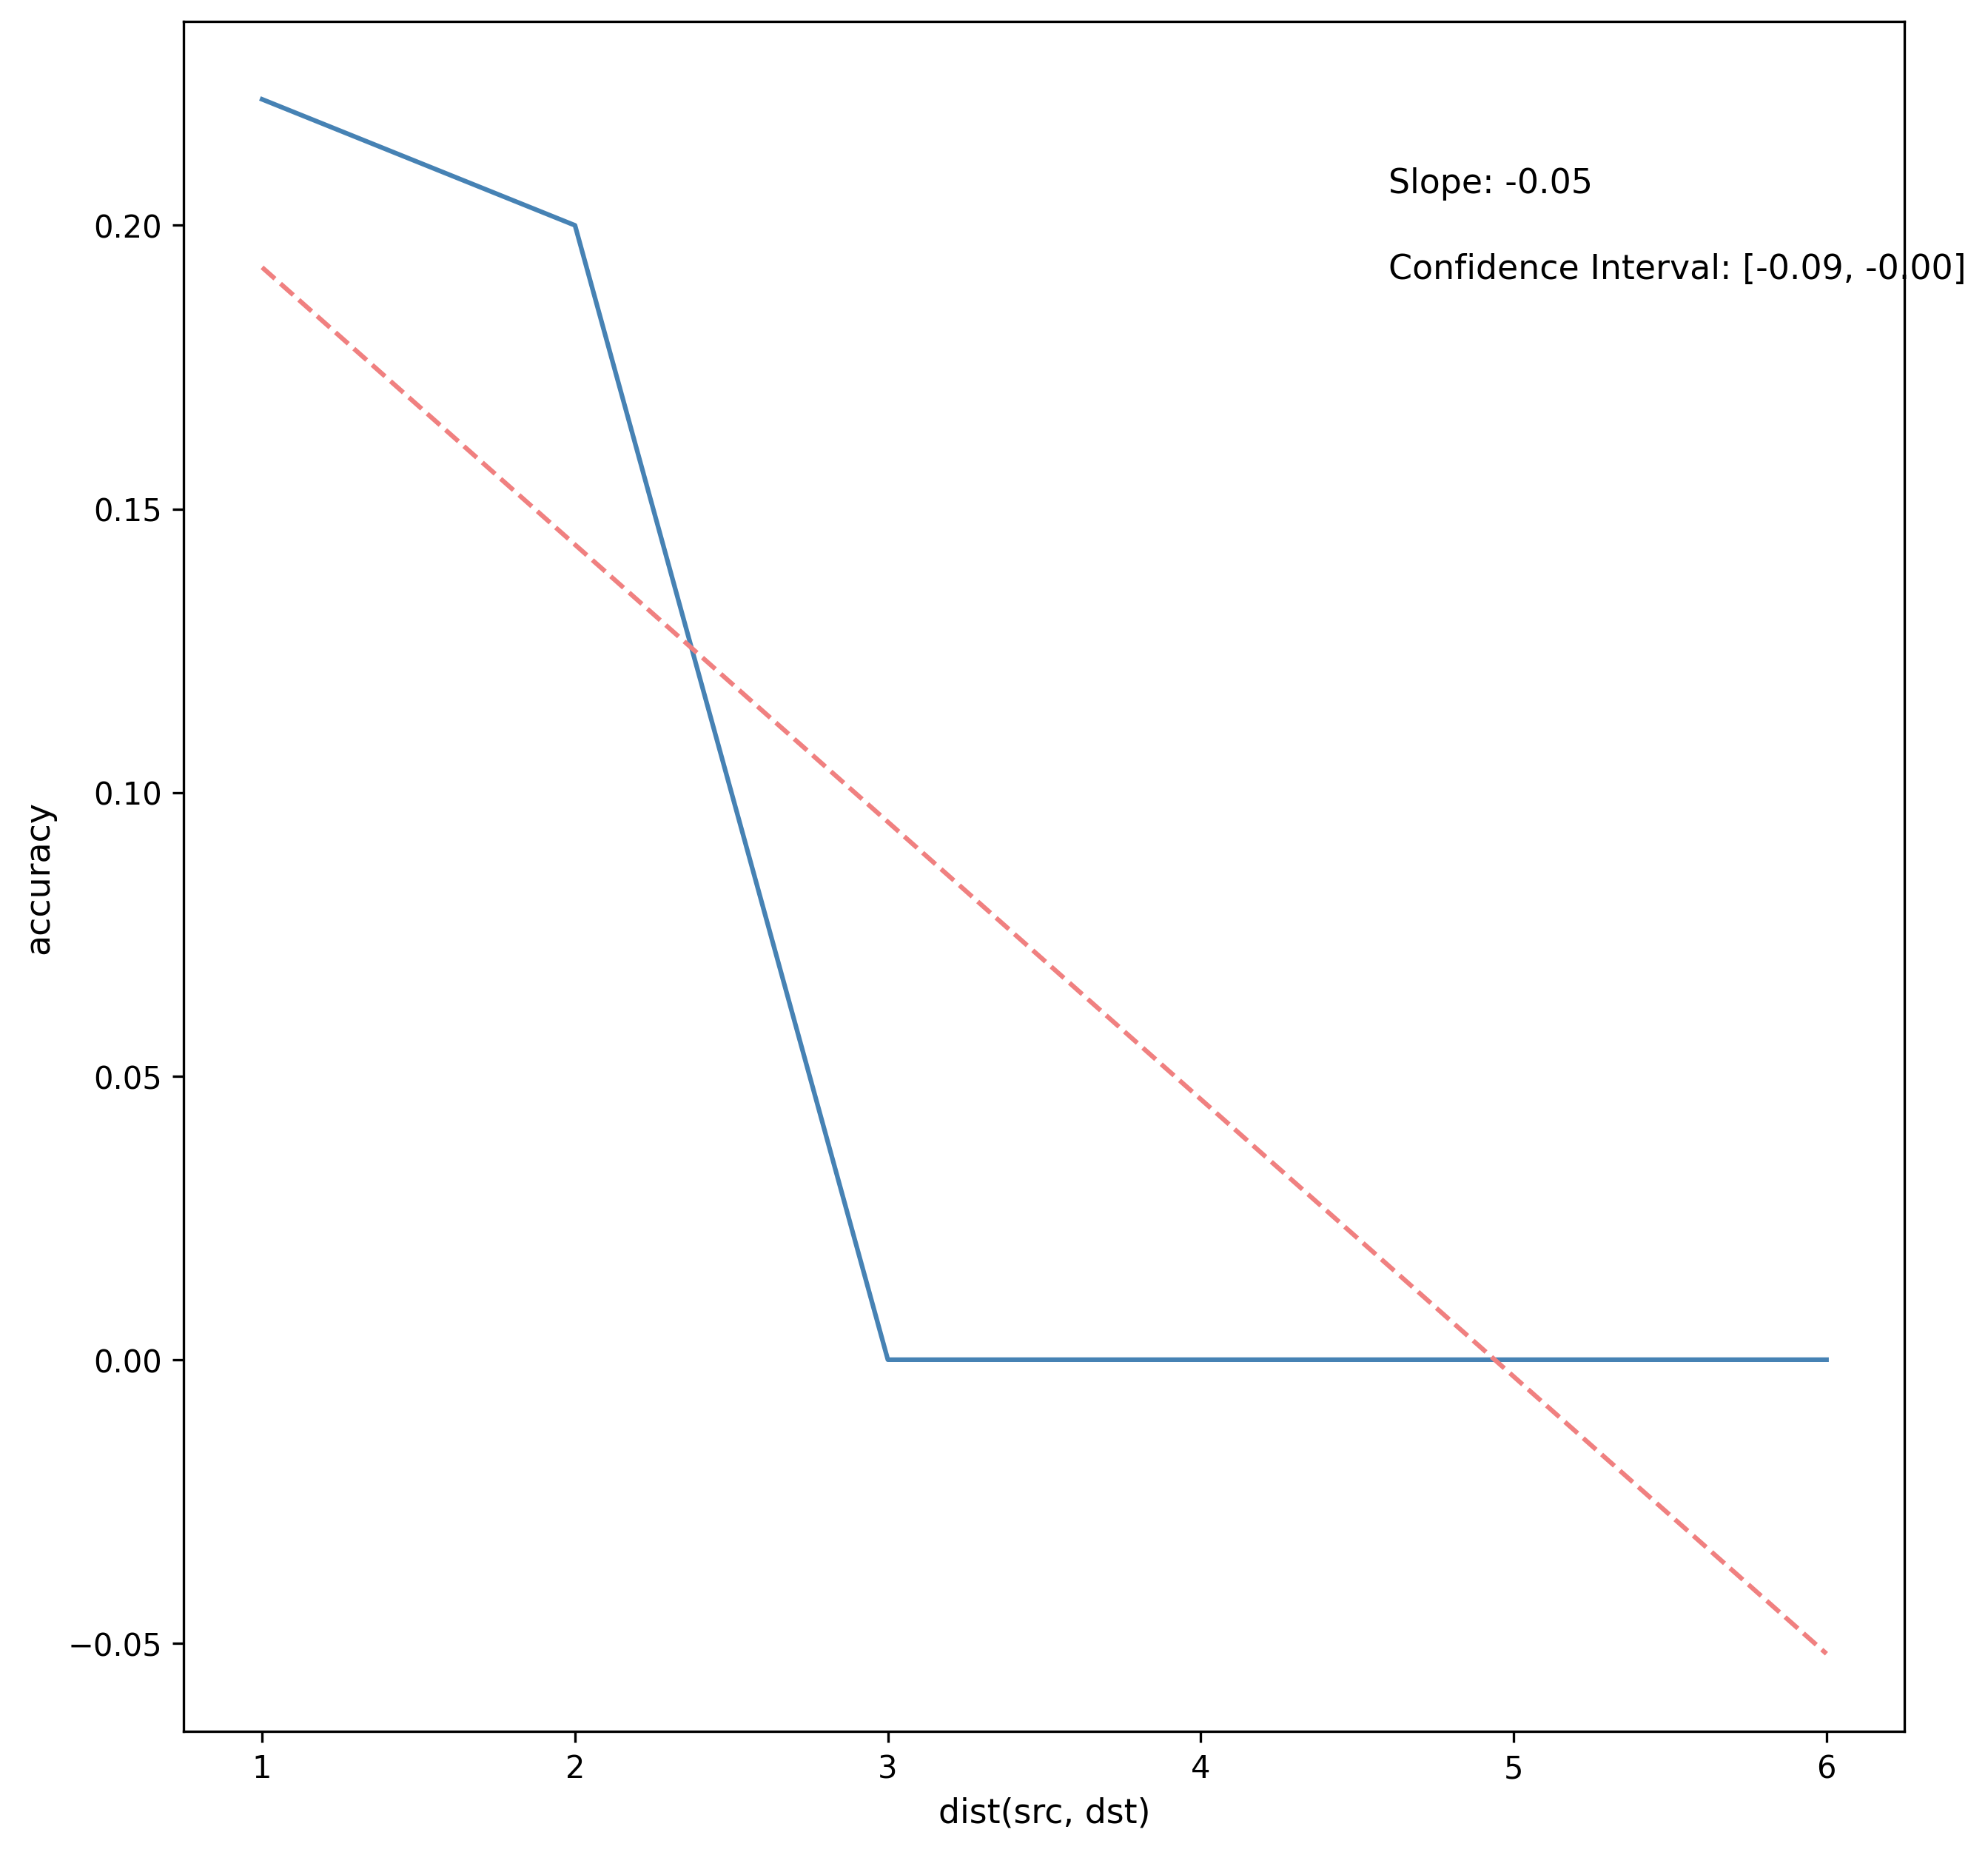 Slope: -0.05
Confidence Interval: [-0.09, -0.00]
0.20
0.15
0.10
0.05
0.00
−0.05
accuracy
1 2 3 4 5 6
dist(src, dst)